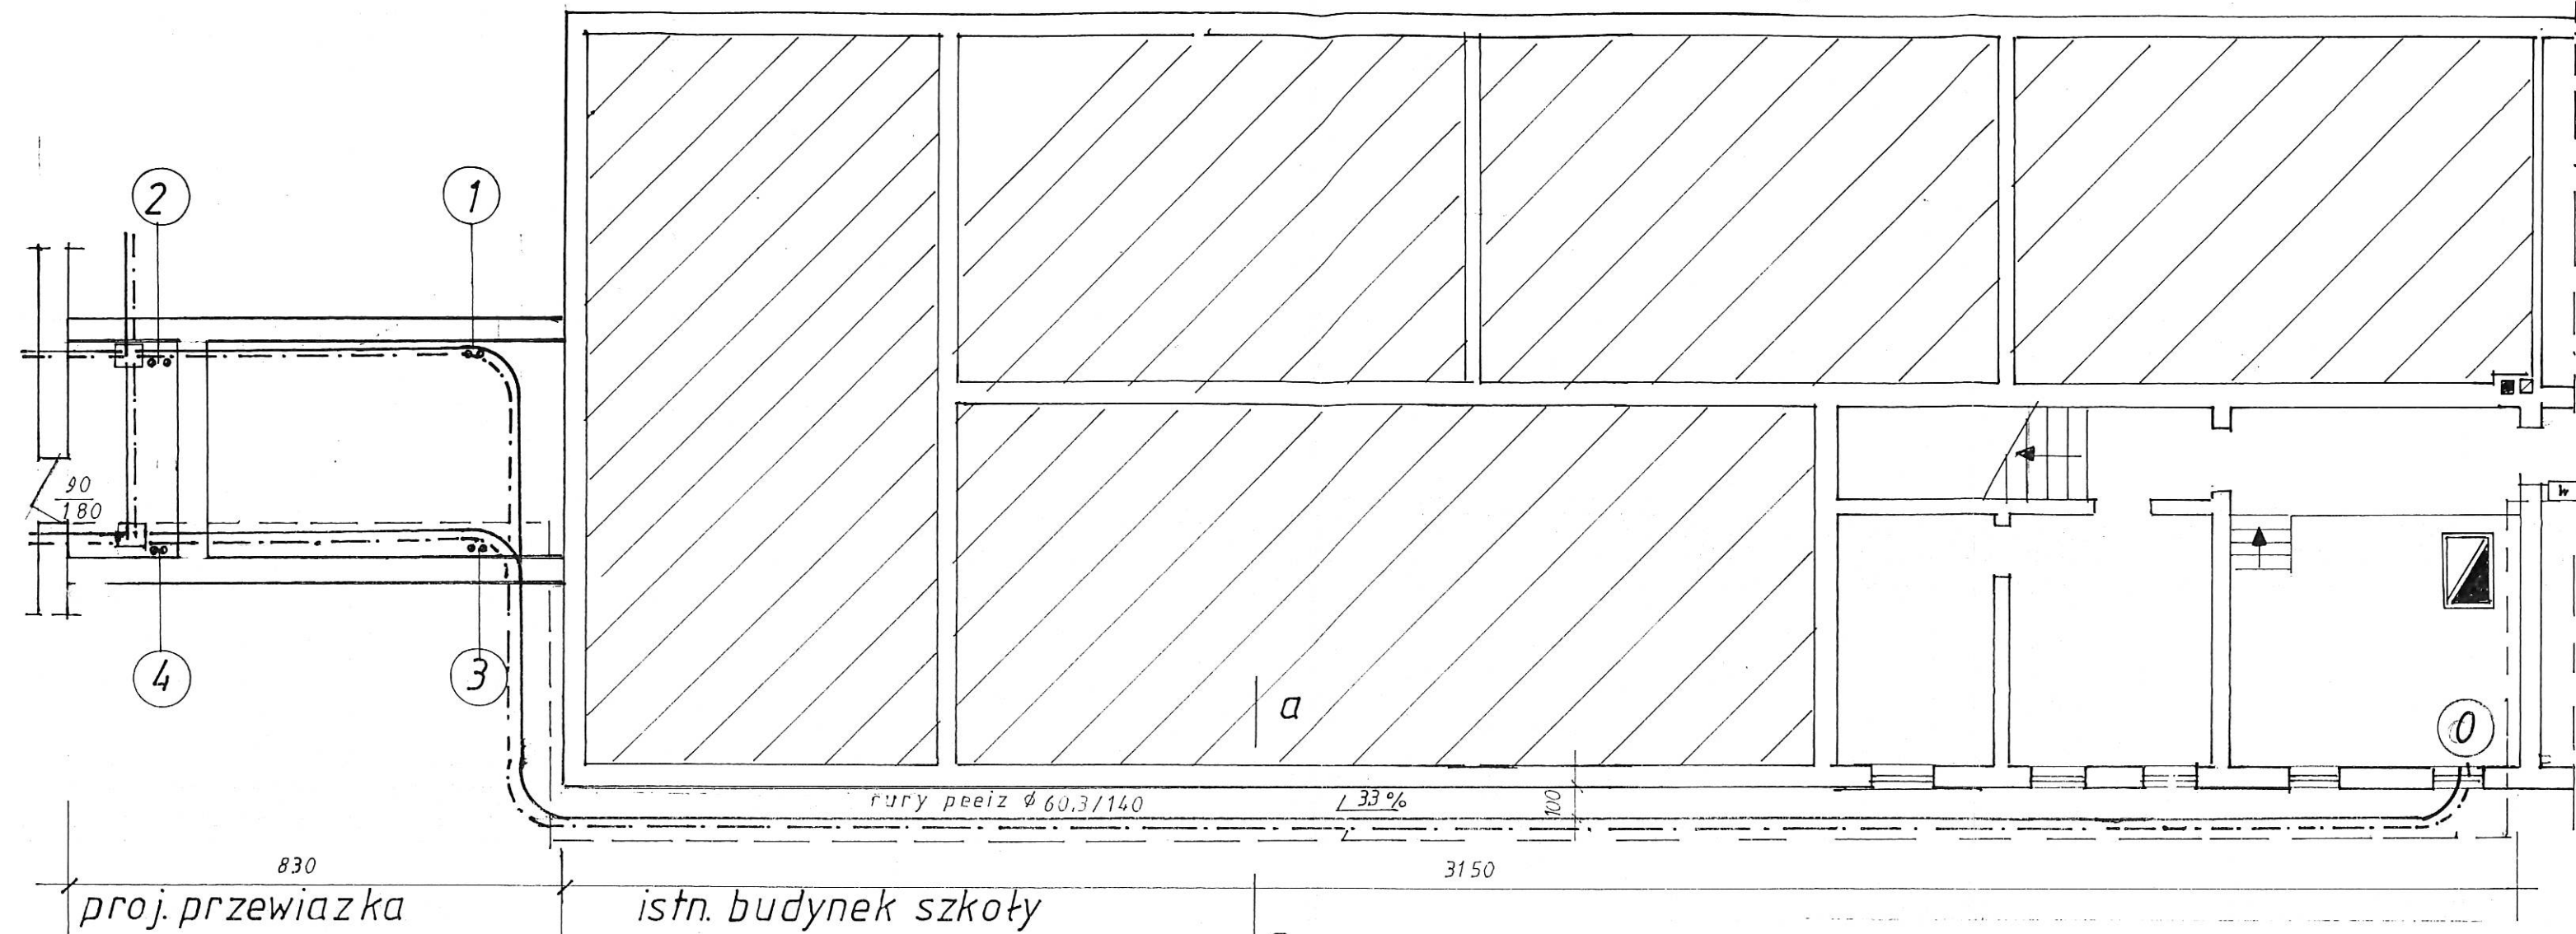 2
1
90
180
4
3
a
0
rury peeiz ϕ 60,3/140
33%
100
830
3150
proj. przewiazka
istn. budynek szkoły